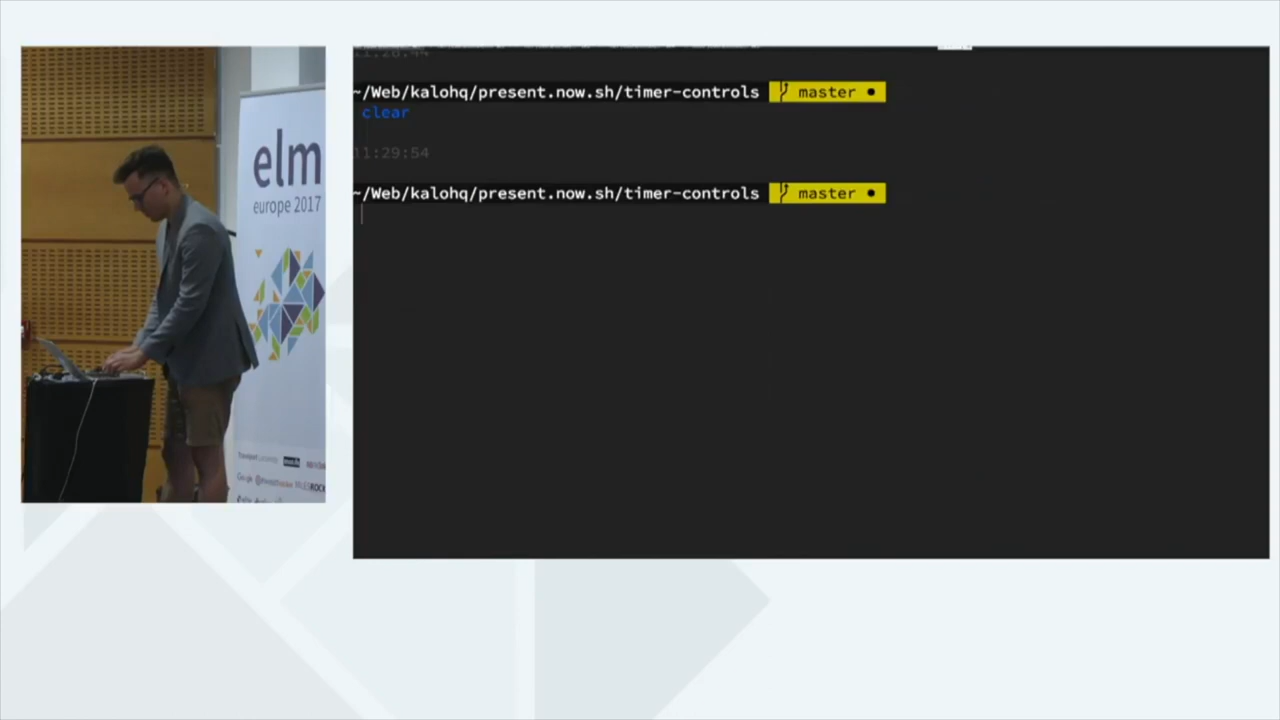 elm
europe 2017
~/Web/kalohq/present.now.sh/timer-controls master ●
clear
11:29:54
~/Web/kalohq/present.now.sh/timer-controls master ●